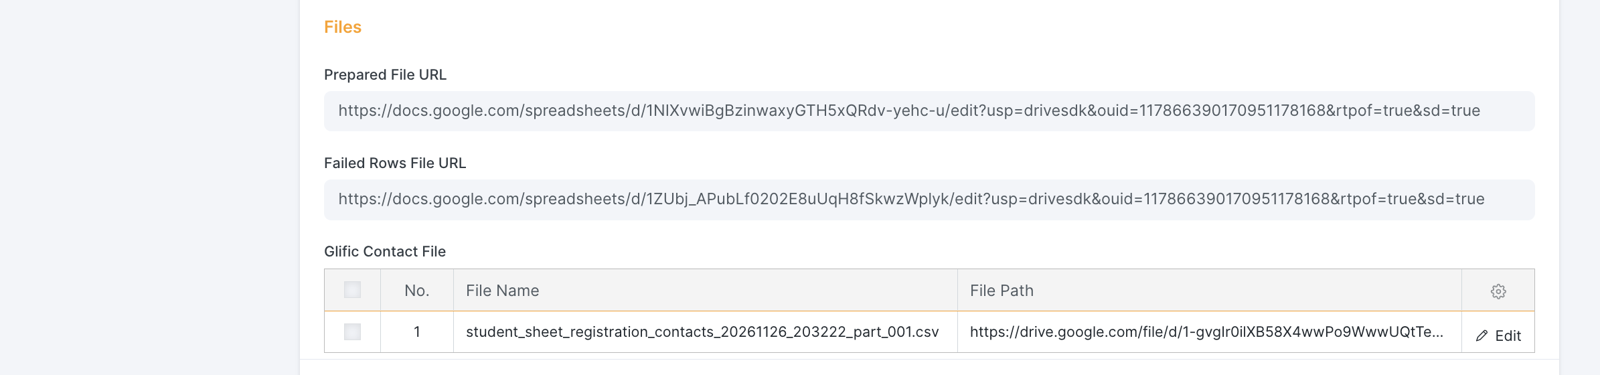 Files
Prepared File URL
https://docs.google.com/spreadsheets/d/1NlXvwiBgBzinwaxyGTH5xQRdv-yehc-u/edit?usp=drivesdk&ouid=117866390170951178168&rtpof=true&sd=true
Failed Rows File URL
https://docs.google.com/spreadsheets/d/1ZUbj_APubLf0202E8uUqH8fSkwzWplyk/edit?usp=drivesdk&ouid=117866390170951178168&rtpof=true&sd=true
Glific Contact File
No. File Name File Path
1 student_sheet_registration_contacts_20261126_203222_part_001.csv https://drive.google.com/file/d/1-gvgIr0ilXB58X4wwPo9WwwUQtTe... Edit